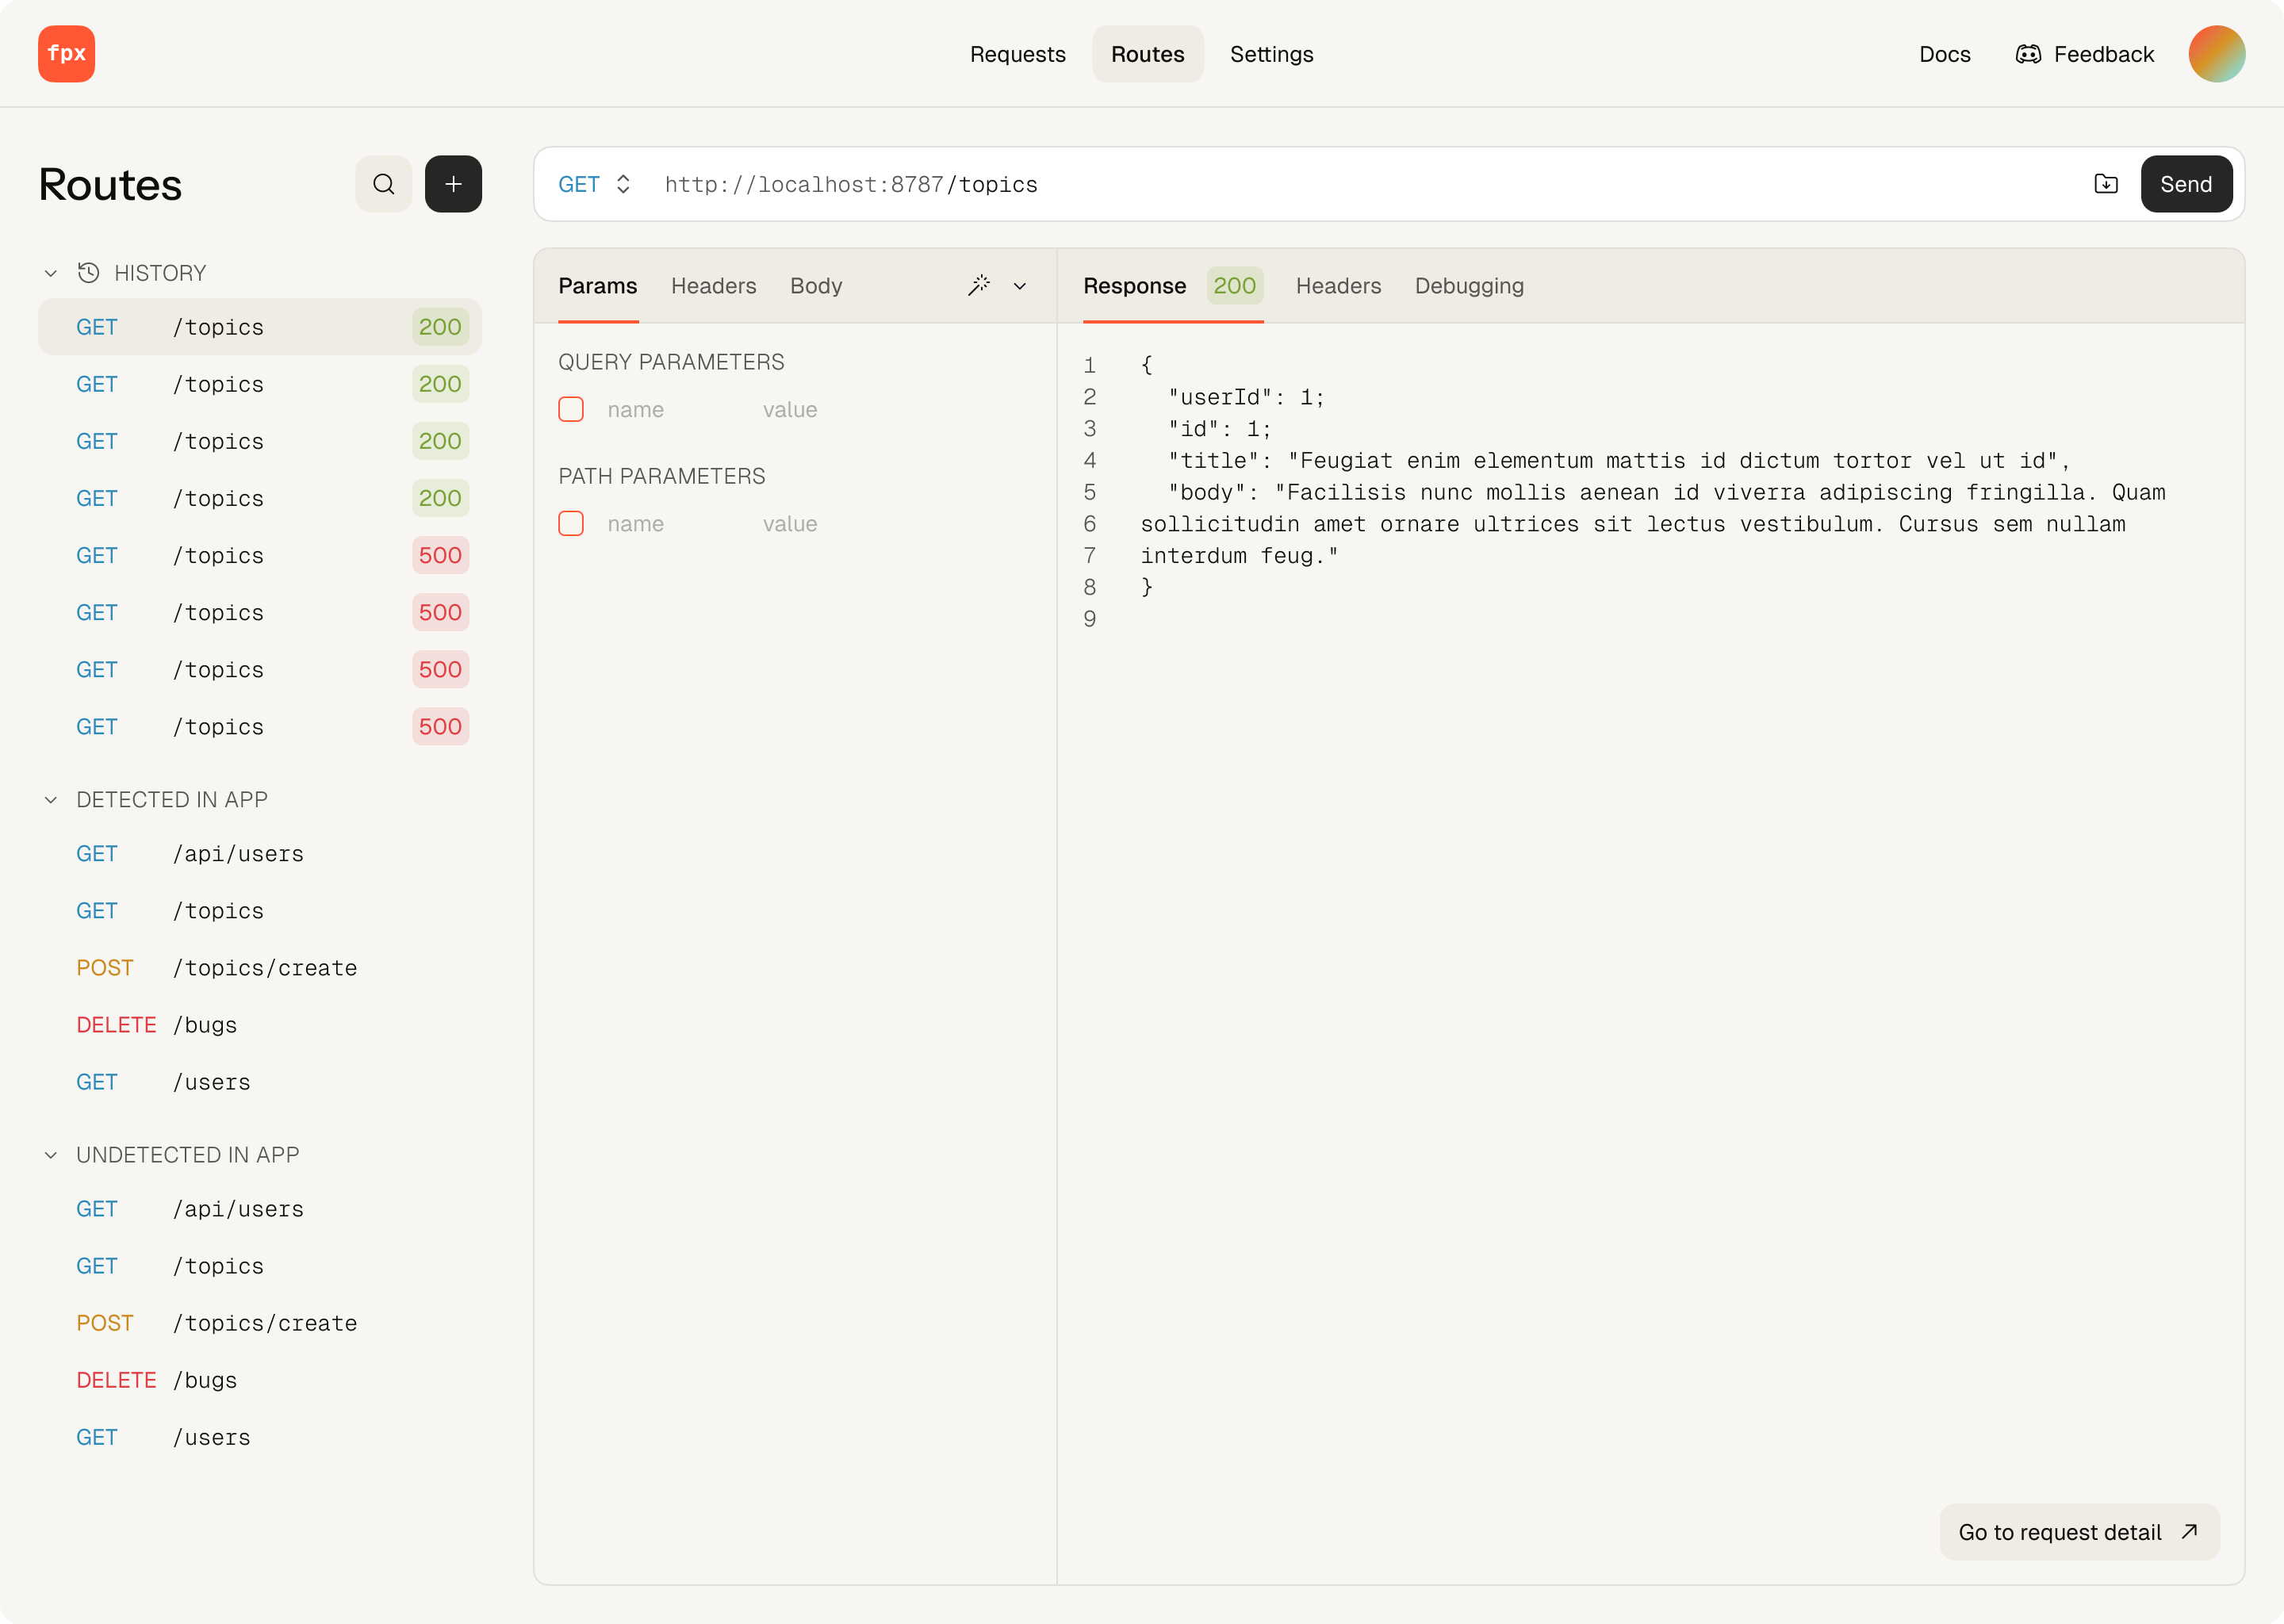 fpx
Requests Routes Settings
Docs Feedback
Routes
HISTORY
GET /topics 200
GET /topics 200
GET /topics 200
GET /topics 200
GET /topics 500
GET /topics 500
GET /topics 500
GET /topics 500
DETECTED IN APP
GET /api/users
GET /topics
POST /topics/create
DELETE /bugs
GET /users
UNDETECTED IN APP
GET /api/users
GET /topics
POST /topics/create
DELETE /bugs
GET /users
GET http://localhost:8787/topics Send
Params Headers Body
QUERY PARAMETERS
name value
PATH PARAMETERS
name value
Response 200 Headers Debugging
1 {
2 "userId": 1;
3 "id": 1;
4 "title": "Feugiat enim elementum mattis id dictum tortor vel ut id",
5 "body": "Facilisis nunc mollis aenean id viverra adipiscing fringilla. Quam
6 sollicitudin amet ornare ultrices sit lectus vestibulum. Cursus sem nullam
7 interdum feug."
8 }
9
Go to request detail